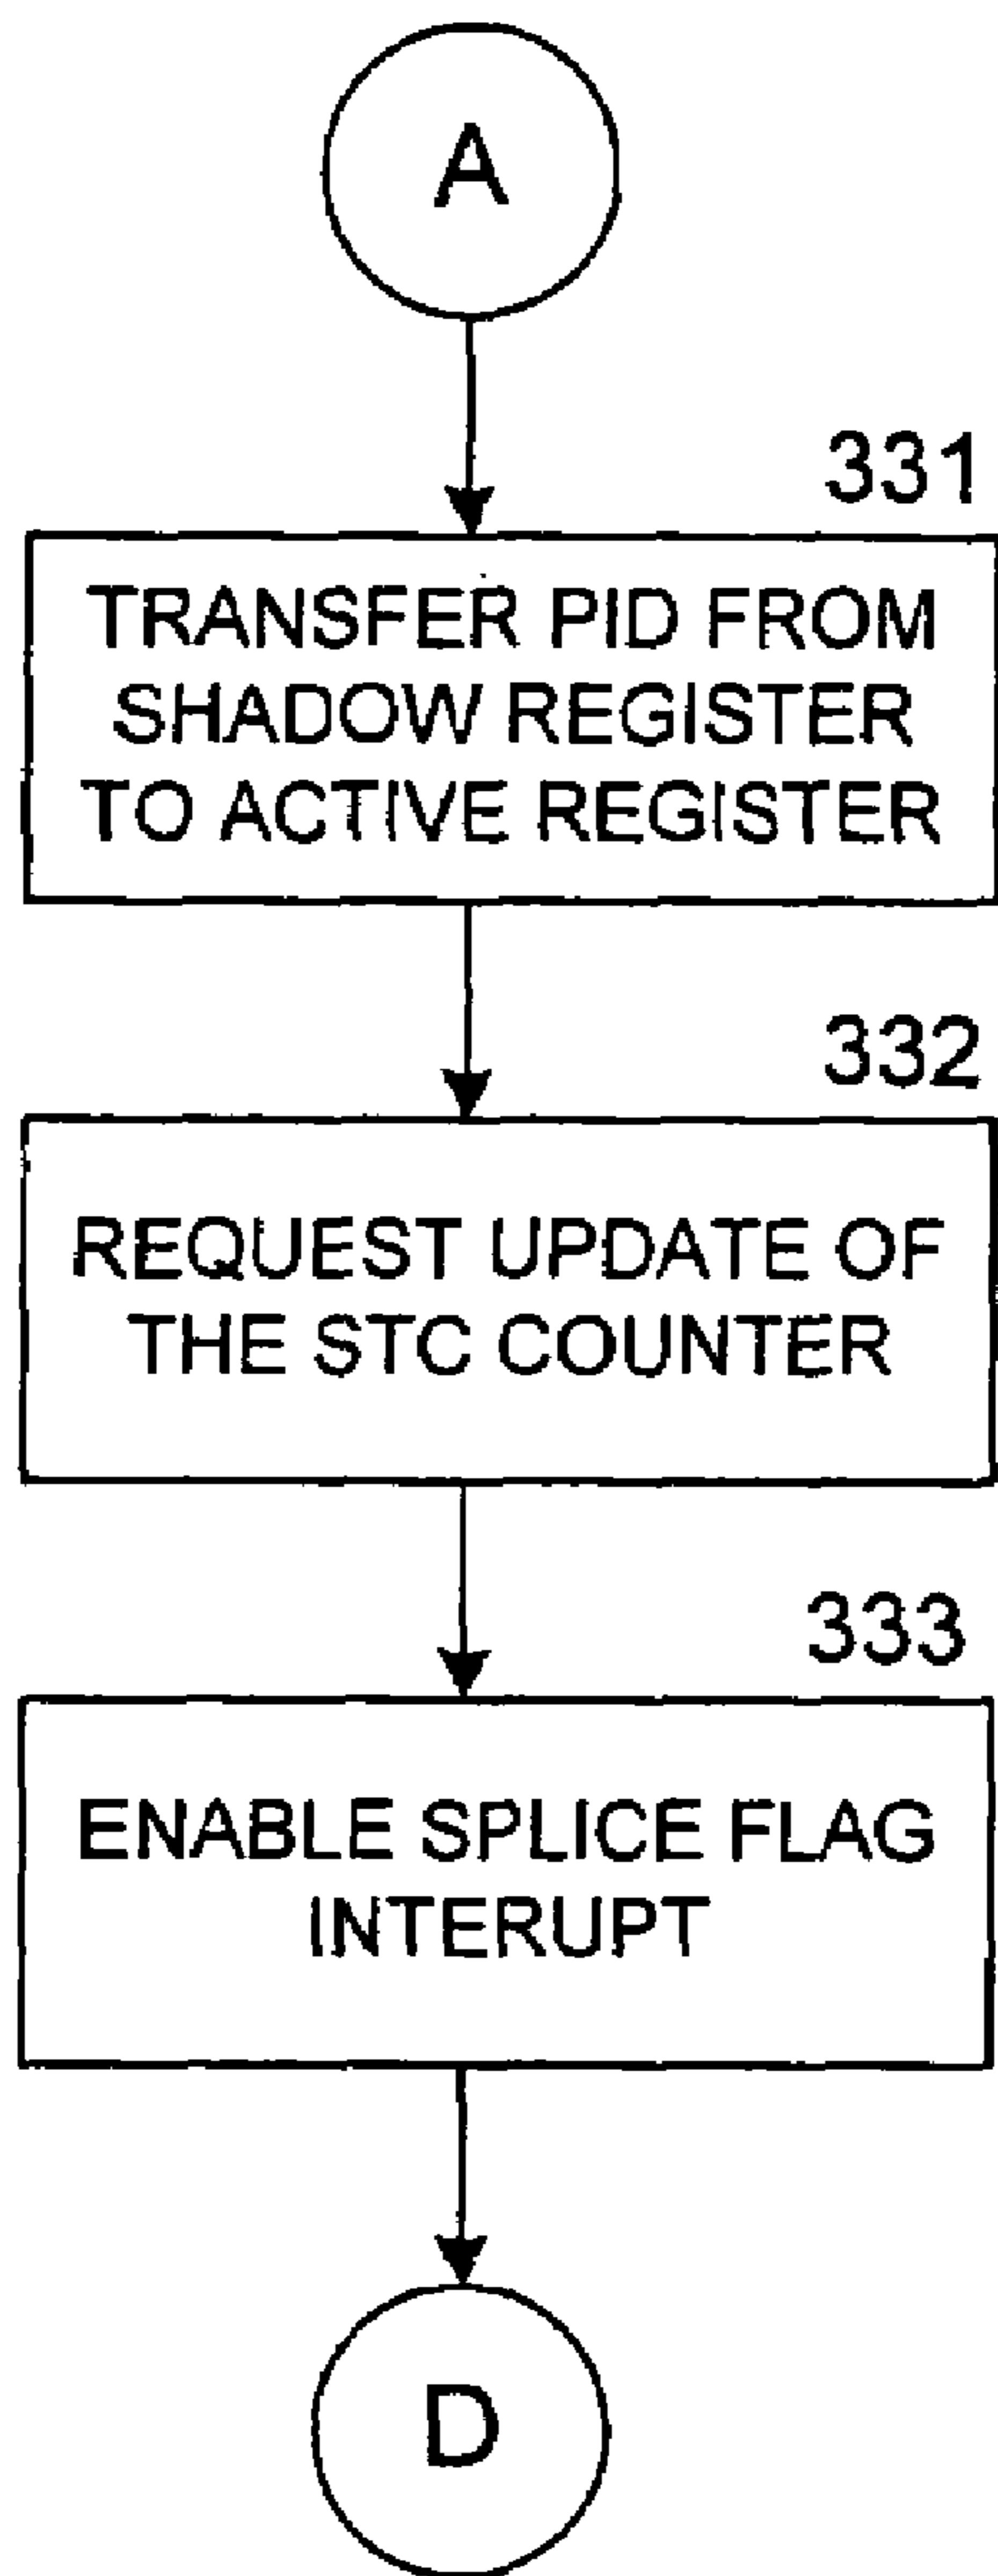 A
331
TRANSFER PID FROM
SHADOW REGISTER
TO ACTIVE REGISTER
332
REQUEST UPDATE OF
THE STC COUNTER
333
ENABLE SPLICE FLAG
INTERUPT
D